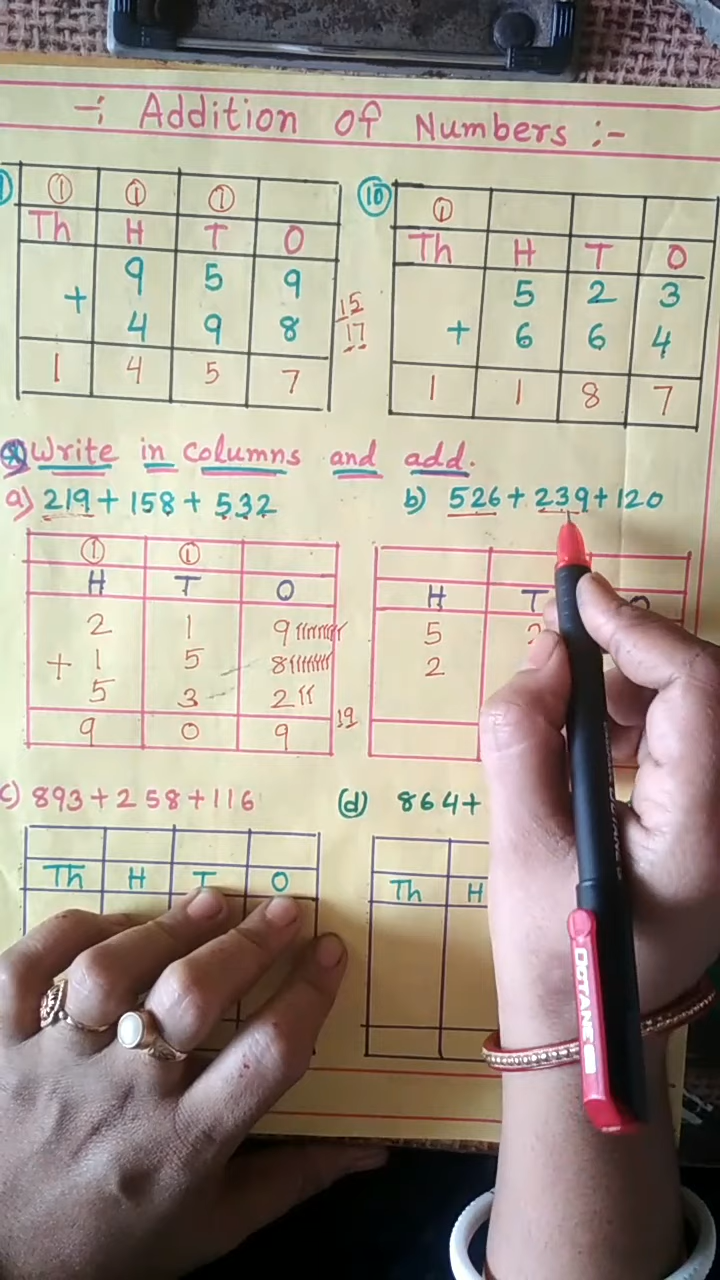 -: Addition of Numbers :-
① ① ①
Th H T O
9 5 9
+ 4 9 8
1 4 5 7
15
17
⑩ ①
Th H T O
5 2 3
+ 6 6 4
1 1 8 7
Write in columns and add.
a) 219 + 158 + 532
① ①
H T O
2 1 9
+ 1 5 8
5 3 2
19
9 0 9
b) 526 + 239 + 120
H T O
5 2
2
c) 893 + 258 + 116
Th H T O
(d) 864 +
Th H
OCTANE